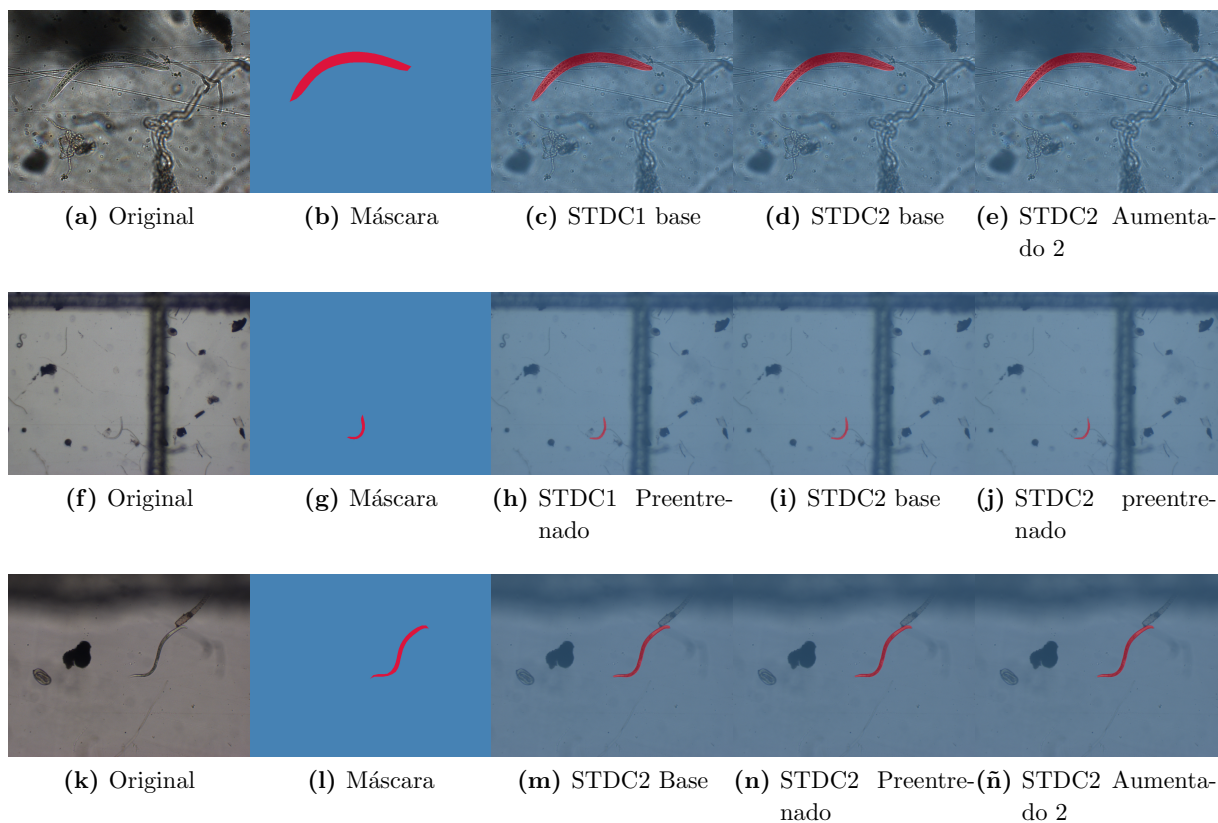 (a) Original
(b) Máscara
(c) STDC1 base
(d) STDC2 base
(e) STDC2 Aumenta-
do 2
(f) Original
(g) Máscara
(h) STDC1 Preentre-
nado
(i) STDC2 base
(j) STDC2 preentre-
nado
(k) Original
(l) Máscara
(m) STDC2 Base
(n) STDC2 Preentre-
nado
(ñ) STDC2 Aumenta-
do 2